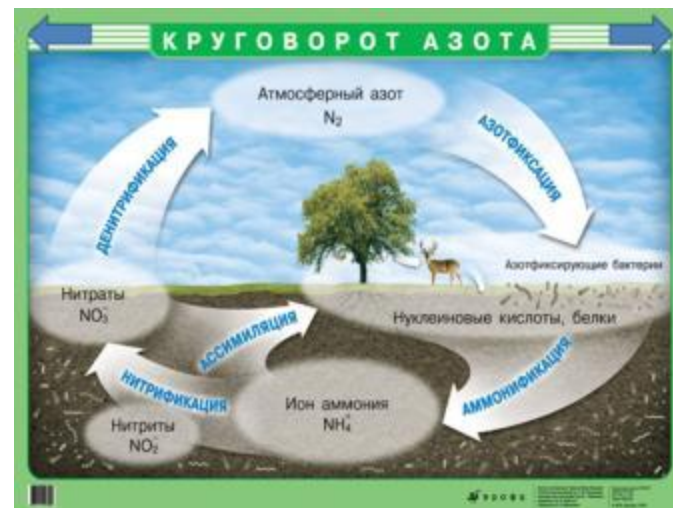 КРУГОВОРОТ АЗОТА
Атмосферный азот
N₂
АЗОТФИКСАЦИЯ
ДЕНИТРИФИКАЦИЯ
Азотфиксирующие бактерии
Нитраты
NO₃⁻
Нуклеиновые кислоты, белки
АССИМИЛЯЦИЯ
НИТРИФИКАЦИЯ
АММОНИФИКАЦИЯ
Ион аммония
NH₄⁺
Нитриты
NO₂⁻
ДРОФА